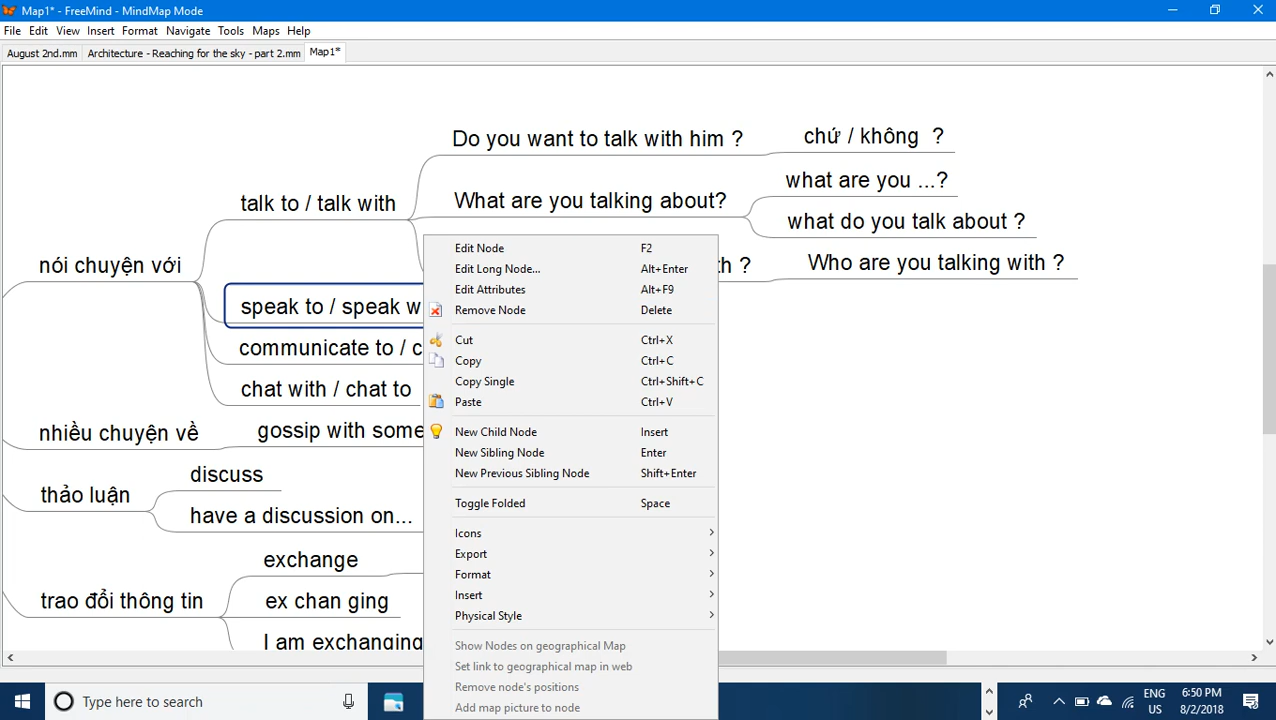 Map1* - FreeMind - MindMap Mode
File Edit View Insert Format Navigate Tools Maps Help
August 2nd.mm Architecture - Reaching for the sky - part 2.mm Map1*
Do you want to talk with him ?
chứ / không ?
talk to / talk with
What are you talking about?
what are you ...?
what do you talk about ?
nói chuyện với
Who are you talking with ?
speak to / speak w
communicate to / c
chat with / chat to
nhiều chuyện về
gossip with some
thảo luận
discuss
have a discussion on...
trao đổi thông tin
exchange
ex chan ging
I am exchanging
Edit Node F2
Edit Long Node... Alt+Enter
Edit Attributes Alt+F9
Remove Node Delete
Cut Ctrl+X
Copy Ctrl+C
Copy Single Ctrl+Shift+C
Paste Ctrl+V
New Child Node Insert
New Sibling Node Enter
New Previous Sibling Node Shift+Enter
Toggle Folded Space
Icons
Export
Format
Insert
Physical Style
Show Nodes on geographical Map
Set link to geographical map in web
Remove node's positions
Add map picture to node
Type here to search
ENG
US
6:50 PM
8/2/2018